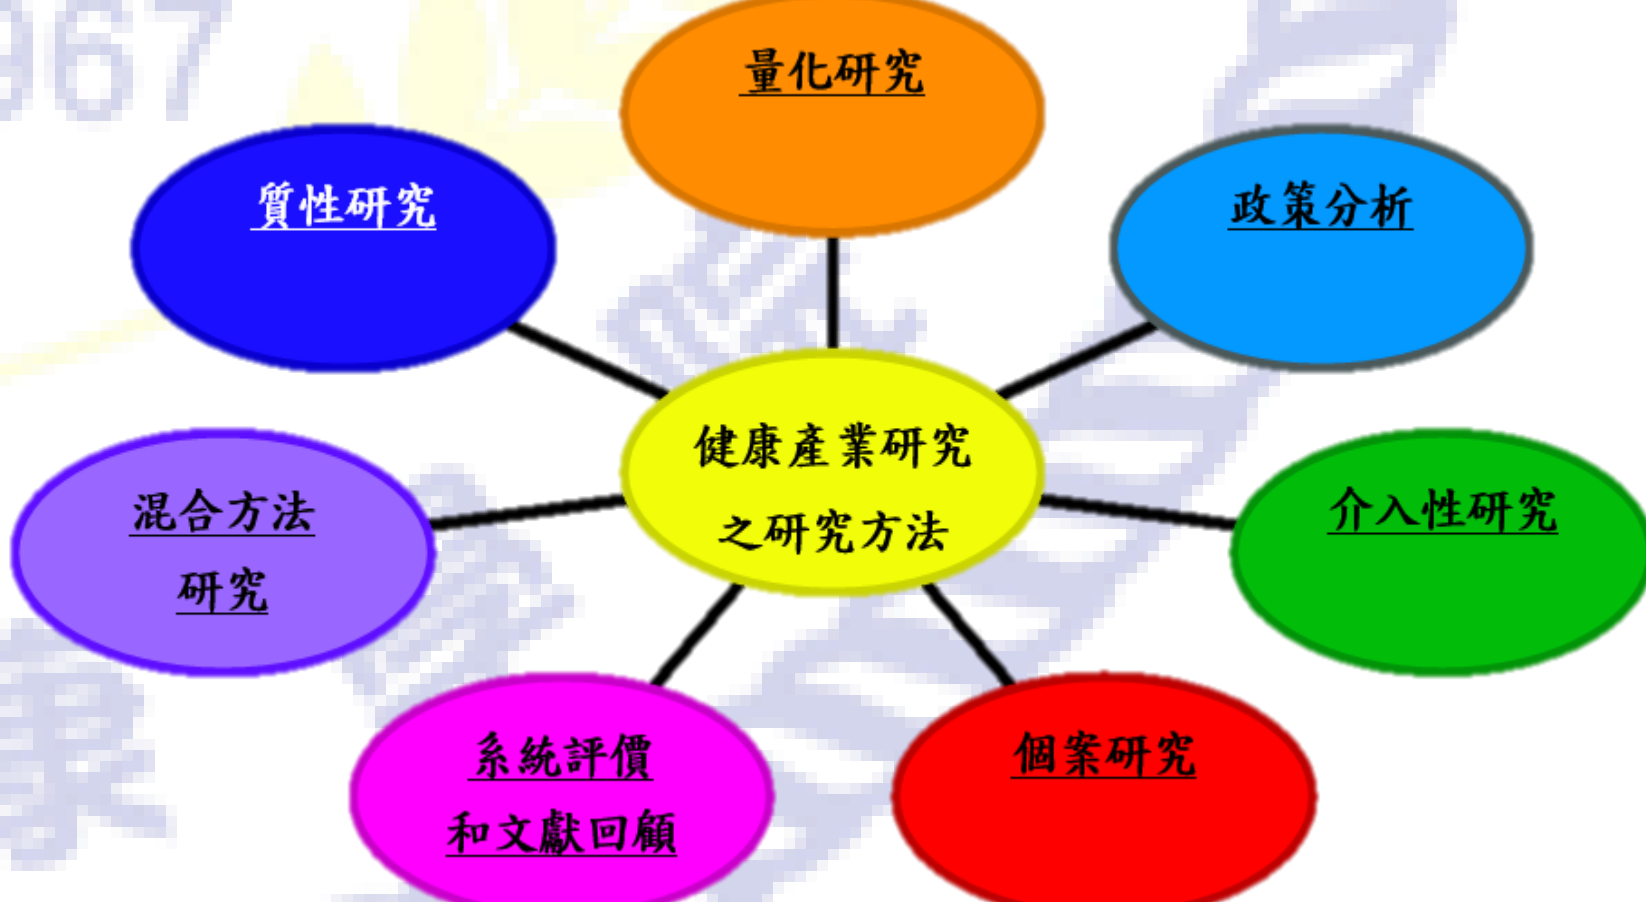 967
量化研究
質性研究
政策分析
健康產業研究
之研究方法
混合方法
研究
介入性研究
系統評價
和文獻回顧
個案研究